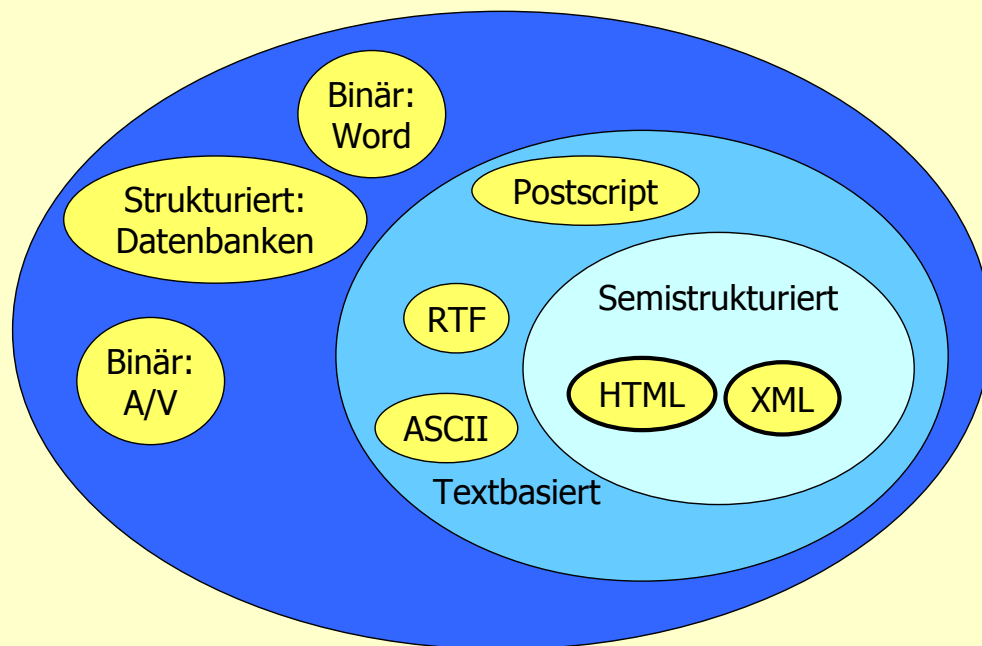 Binär:
Word
Strukturiert:
Datenbanken
Postscript
Semistrukturiert
RTF
Binär:
A/V
HTML
XML
ASCII
Textbasiert